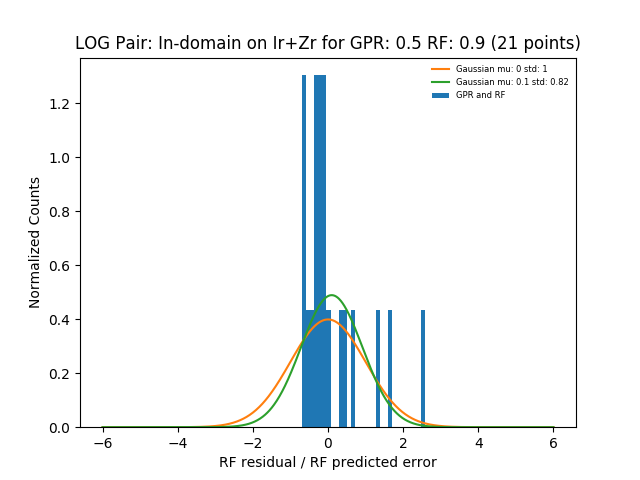 LOG Pair: In-domain on Ir+Zr for GPR: 0.5 RF: 0.9 (21 points)
Gaussian mu: 0 std: 1
Gaussian mu: 0.1 std: 0.82
GPR and RF
Normalized Counts
1.2
1.0
0.8
0.6
0.4
0.2
0.0
−6 −4 −2 0 2 4 6
RF residual / RF predicted error